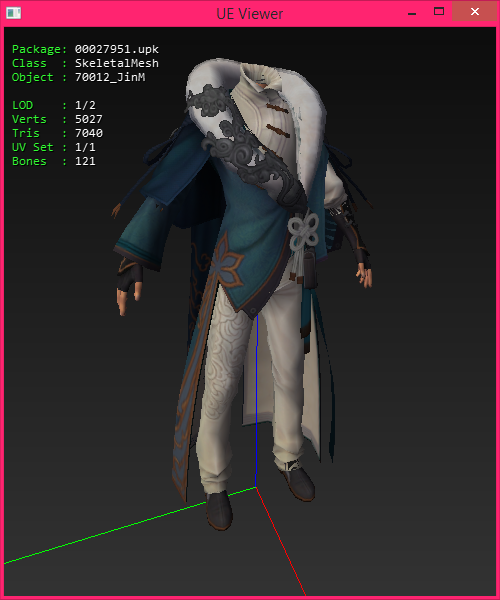 UE Viewer
Package: 00027951.upk
Class  : SkeletalMesh
Object : 70012_JinM
LOD    : 1/2
Verts  : 5027
Tris   : 7040
UV Set : 1/1
Bones  : 121